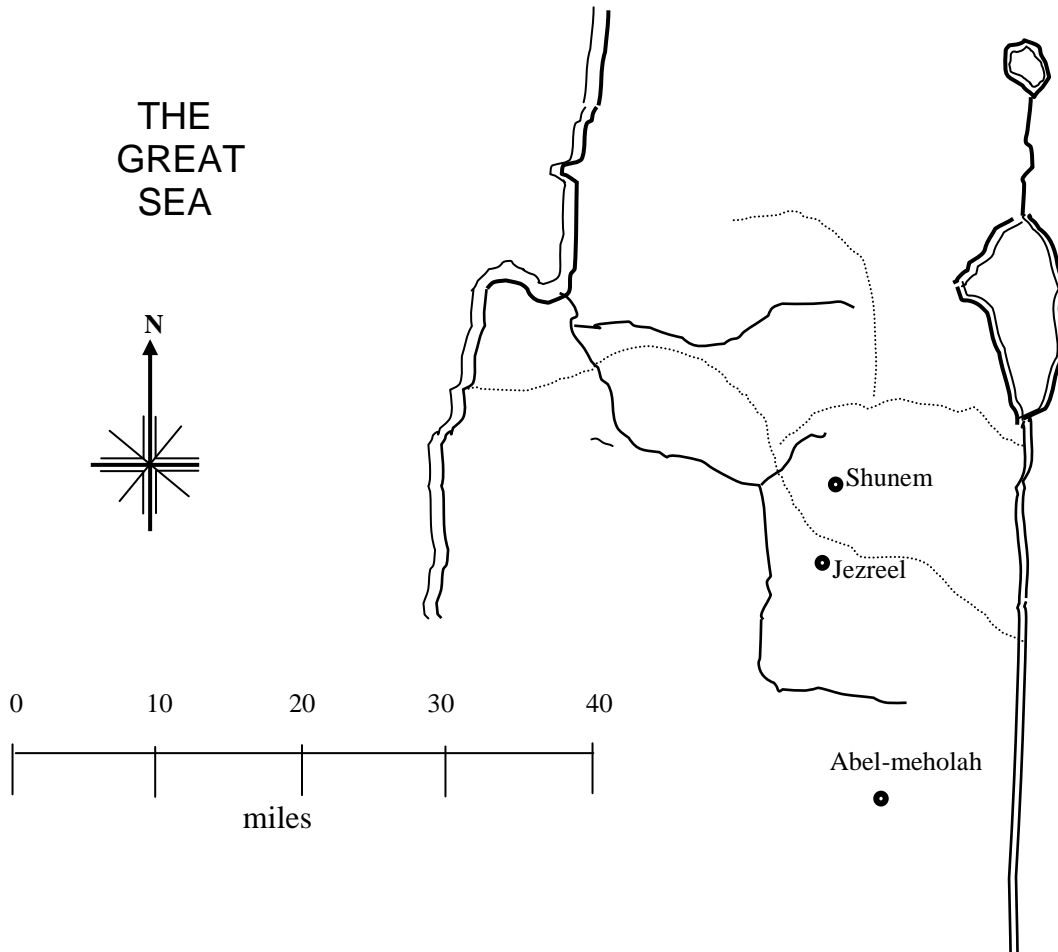 THE
GREAT
SEA
N
Shunem
Jezreel
0 10 20 30 40
Abel-meholah
miles